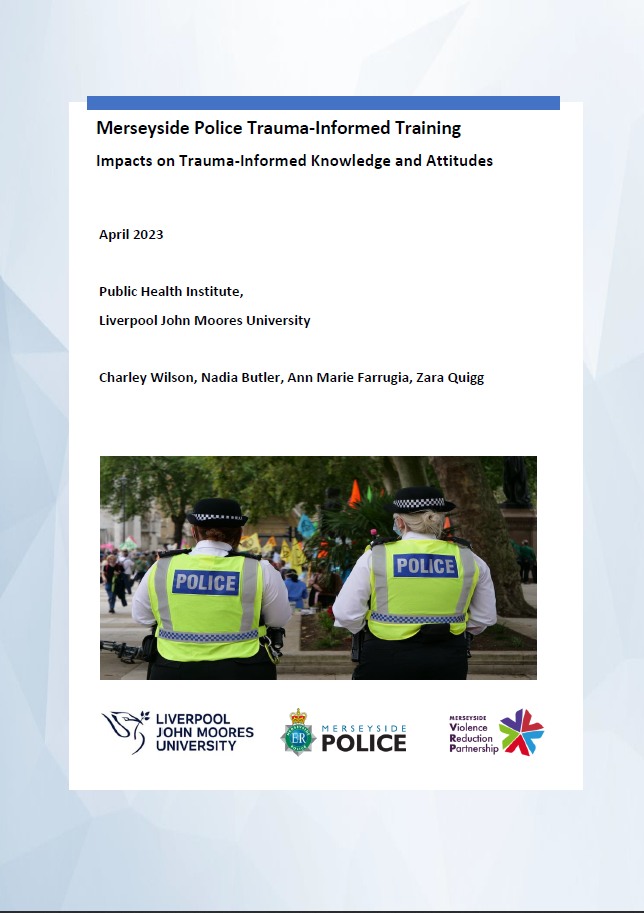 Merseyside Police Trauma-Informed Training
Impacts on Trauma-Informed Knowledge and Attitudes
April 2023
Public Health Institute,
Liverpool John Moores University
Charley Wilson, Nadia Butler, Ann Marie Farrugia, Zara Quigg
POLICE
POLICE
LIVERPOOL
JOHN MOORES
UNIVERSITY
MERSEYSIDE
POLICE
MERSEYSIDE
Violence
Reduction
Partnership